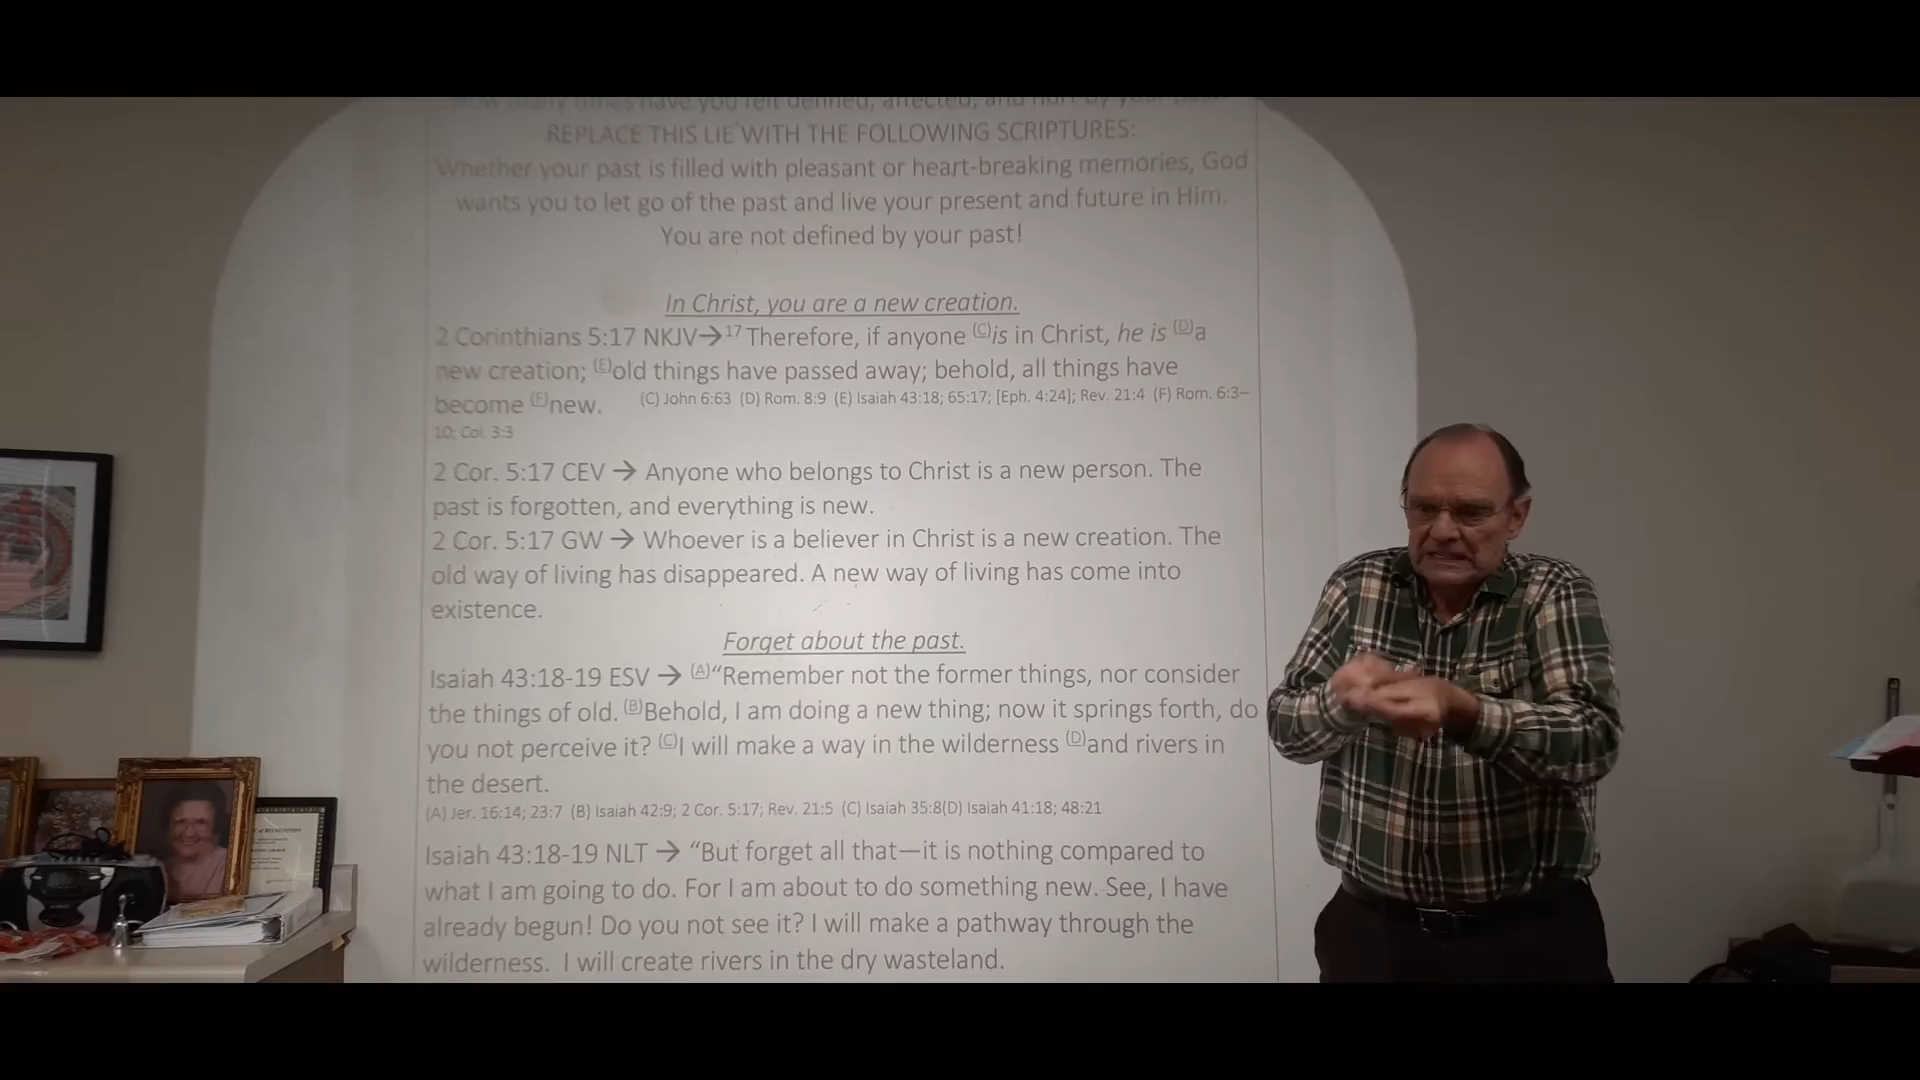 How many times have you felt defined, affected, and hurt by your past
REPLACE THIS LIE WITH THE FOLLOWING SCRIPTURES:
Whether your past is filled with pleasant or heart-breaking memories, God
wants you to let go of the past and live your present and future in Him.
You are not defined by your past!
In Christ, you are a new creation.
2 Corinthians 5:17 NKJV→17 Therefore, if anyone (C)is in Christ, he is (D)a
new creation; (E)old things have passed away; behold, all things have
become (F)new. (C) John 6:63 (D) Rom. 8:9 (E) Isaiah 43:18; 65:17; [Eph. 4:24]; Rev. 21:4 (F) Rom. 6:3–
10; Col. 3:3
2 Cor. 5:17 CEV → Anyone who belongs to Christ is a new person. The
past is forgotten, and everything is new.
2 Cor. 5:17 GW → Whoever is a believer in Christ is a new creation. The
old way of living has disappeared. A new way of living has come into
existence.
Forget about the past.
Isaiah 43:18-19 ESV → (A)“Remember not the former things, nor consider
the things of old. (B)Behold, I am doing a new thing; now it springs forth, do
you not perceive it? (C)I will make a way in the wilderness (D)and rivers in
the desert.
(A) Jer. 16:14; 23:7 (B) Isaiah 42:9; 2 Cor. 5:17; Rev. 21:5 (C) Isaiah 35:8(D) Isaiah 41:18; 48:21
Isaiah 43:18-19 NLT → “But forget all that—it is nothing compared to
what I am going to do. For I am about to do something new. See, I have
already begun! Do you not see it? I will make a pathway through the
wilderness. I will create rivers in the dry wasteland.